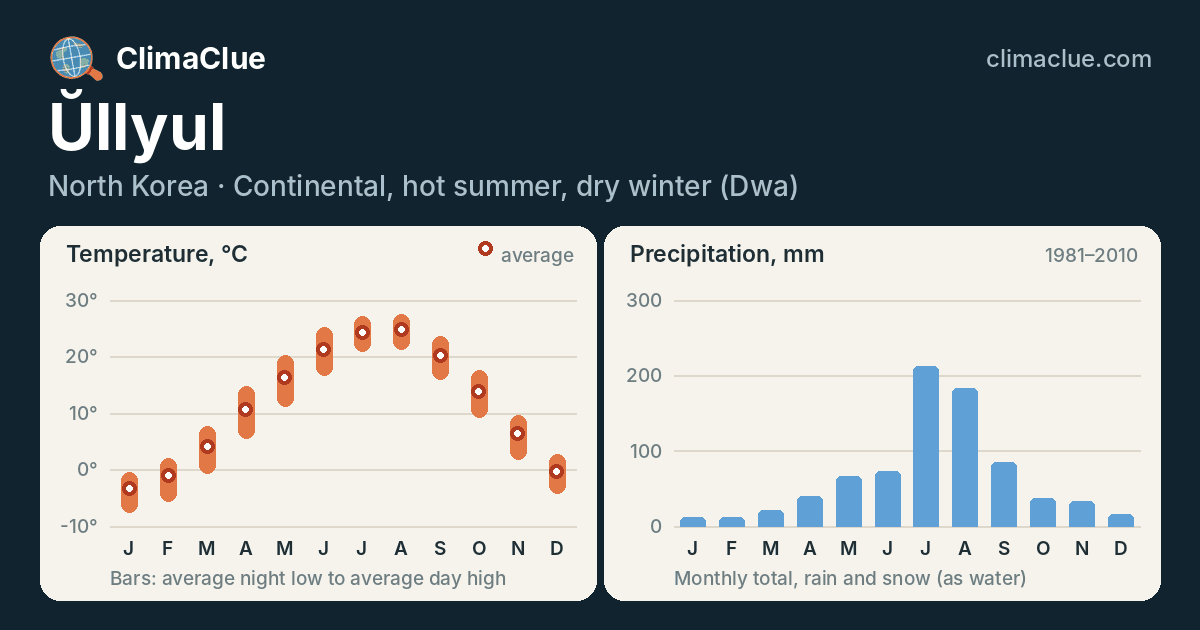 ClimaClue
climaclue.com
Ŭllyul
North Korea · Continental, hot summer, dry winter (Dwa)
Temperature, °C
average
30°
20°
10°
0°
-10°
J F M A M J J A S O N D
Bars: average night low to average day high
Precipitation, mm
1981–2010
300
200
100
0
J F M A M J J A S O N D
Monthly total, rain and snow (as water)